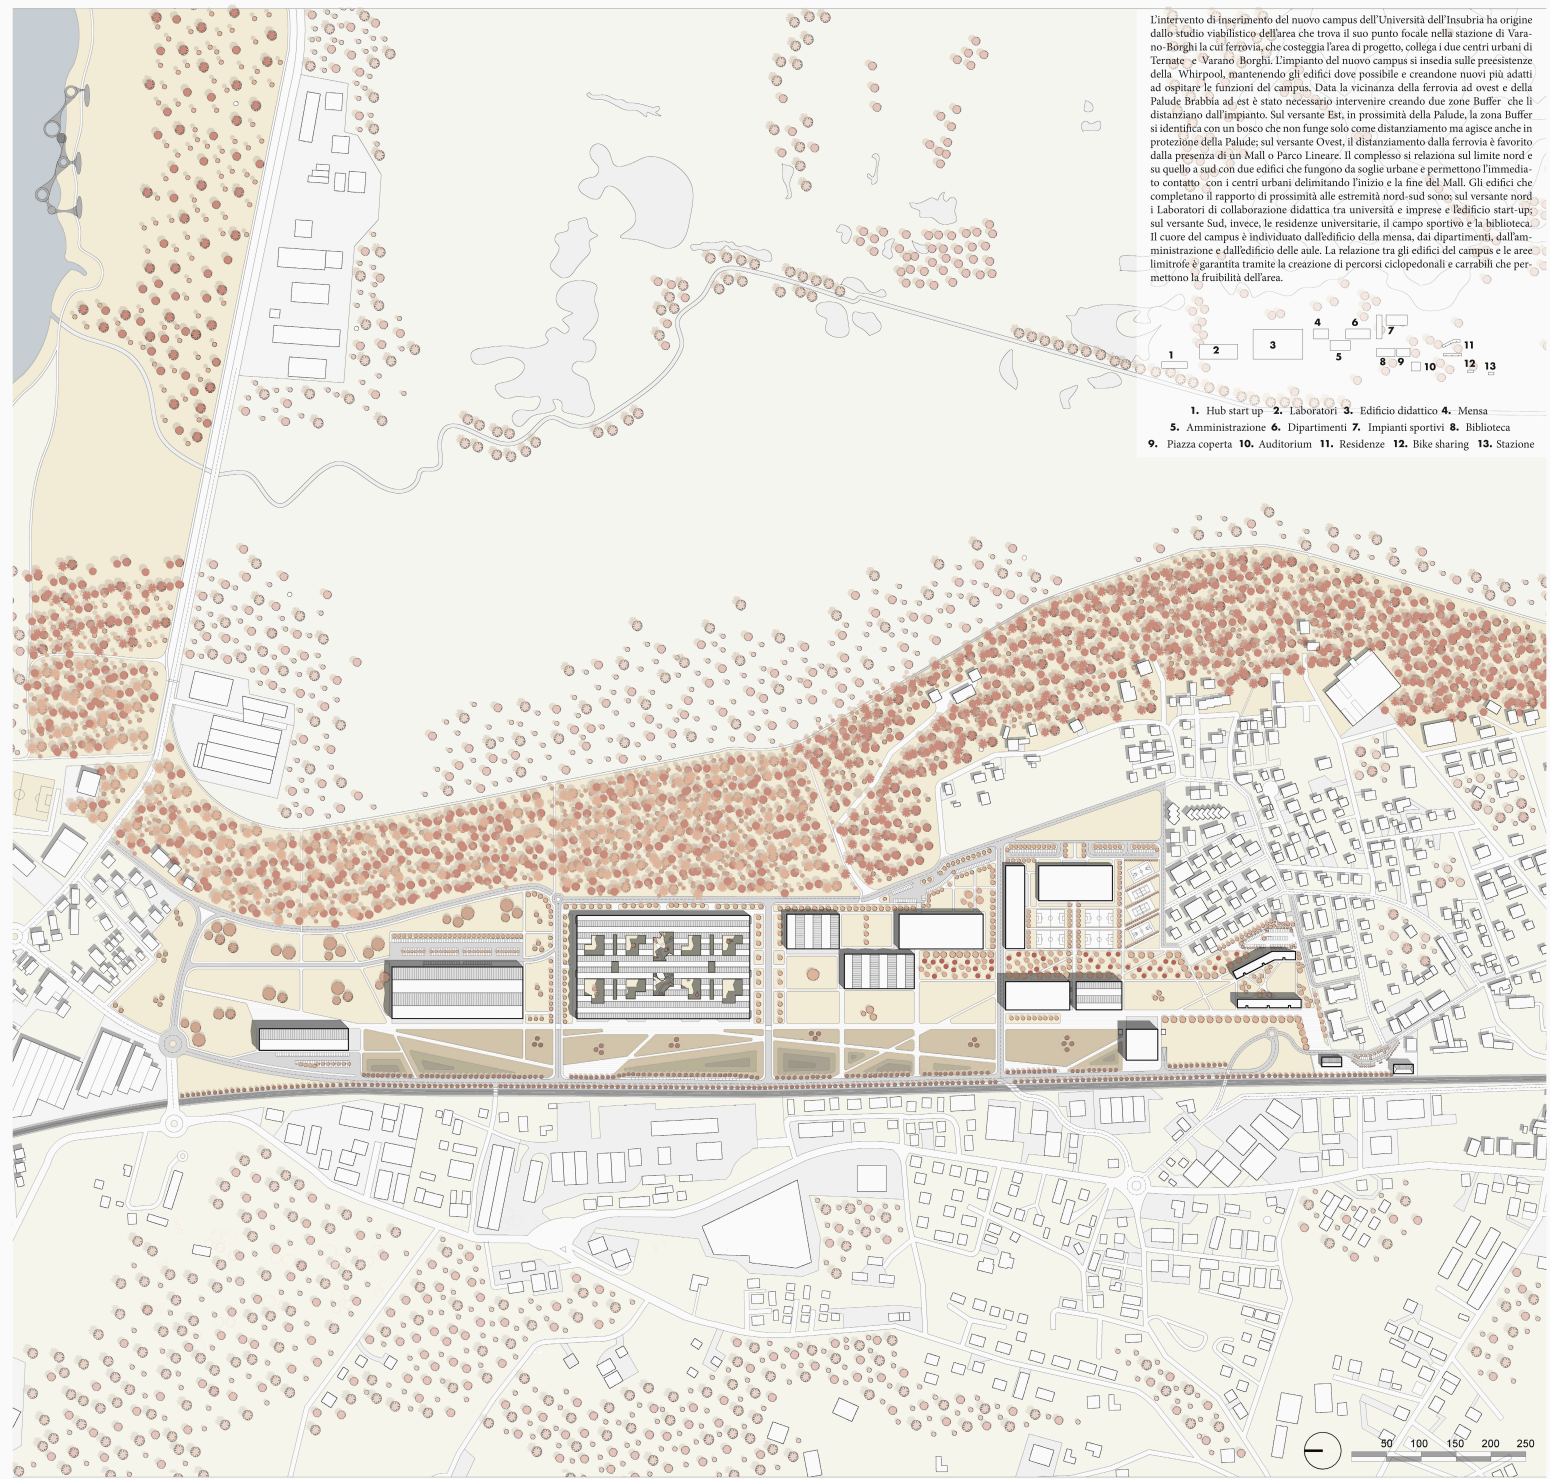 L'intervento di inserimento del nuovo campus dell'Università dell'Insubria ha origine
dallo studio viabilistico dell'area che trova il suo punto focale nella stazione di Vara-
no-Borghi la cui ferrovia, che costeggia l'area di progetto, collega i due centri urbani di
Ternate e Varano Borghi. L'impianto del nuovo campus si insedia sulle preesistenze
della Whirpool, mantenendo gli edifici dove possibile e creandone nuovi più adatti
ad ospitare le funzioni del campus. Data la vicinanza della ferrovia ad ovest e della
Palude Brabbia ad est è stato necessario intervenire creando due zone Buffer che li
distanziano dall'impianto. Sul versante Est, in prossimità della Palude, la zona Buffer
si identifica con un bosco che non funge solo come distanziamento ma agisce anche in
protezione della Palude; sul versante Ovest, il distanziamento dalla ferrovia è favorito
dalla presenza di un Mall o Parco Lineare. Il complesso si relaziona sul limite nord e
su quello a sud con due edifici che fungono da soglie urbane e permettono l'immedia-
to contatto con i centri urbani delimitando l'inizio e la fine del Mall. Gli edifici che
completano il rapporto di prossimità alle estremità nord-sud sono; sul versante nord
i Laboratori di collaborazione didattica tra università e imprese e l'edificio start-up;
sul versante Sud, invece, le residenze universitarie, il campo sportivo e la biblioteca.
Il cuore del campus è individuato dall'edificio della mensa, dai dipartimenti, dall'am-
ministrazione e dall'edificio delle aule. La relazione tra gli edifici del campus e le aree
limitrofe è garantita tramite la creazione di percorsi ciclopedonali e carrabili che per-
mettono la fruibilità dell'area.
1 2 3 4 5 6 7 8 9 10 11 12 13
1. Hub start up 2. Laboratori 3. Edificio didattico 4. Mensa
5. Amministrazione 6. Dipartimenti 7. Impianti sportivi 8. Biblioteca
9. Piazza coperta 10. Auditorium 11. Residenze 12. Bike sharing 13. Stazione
50 100 150 200 250